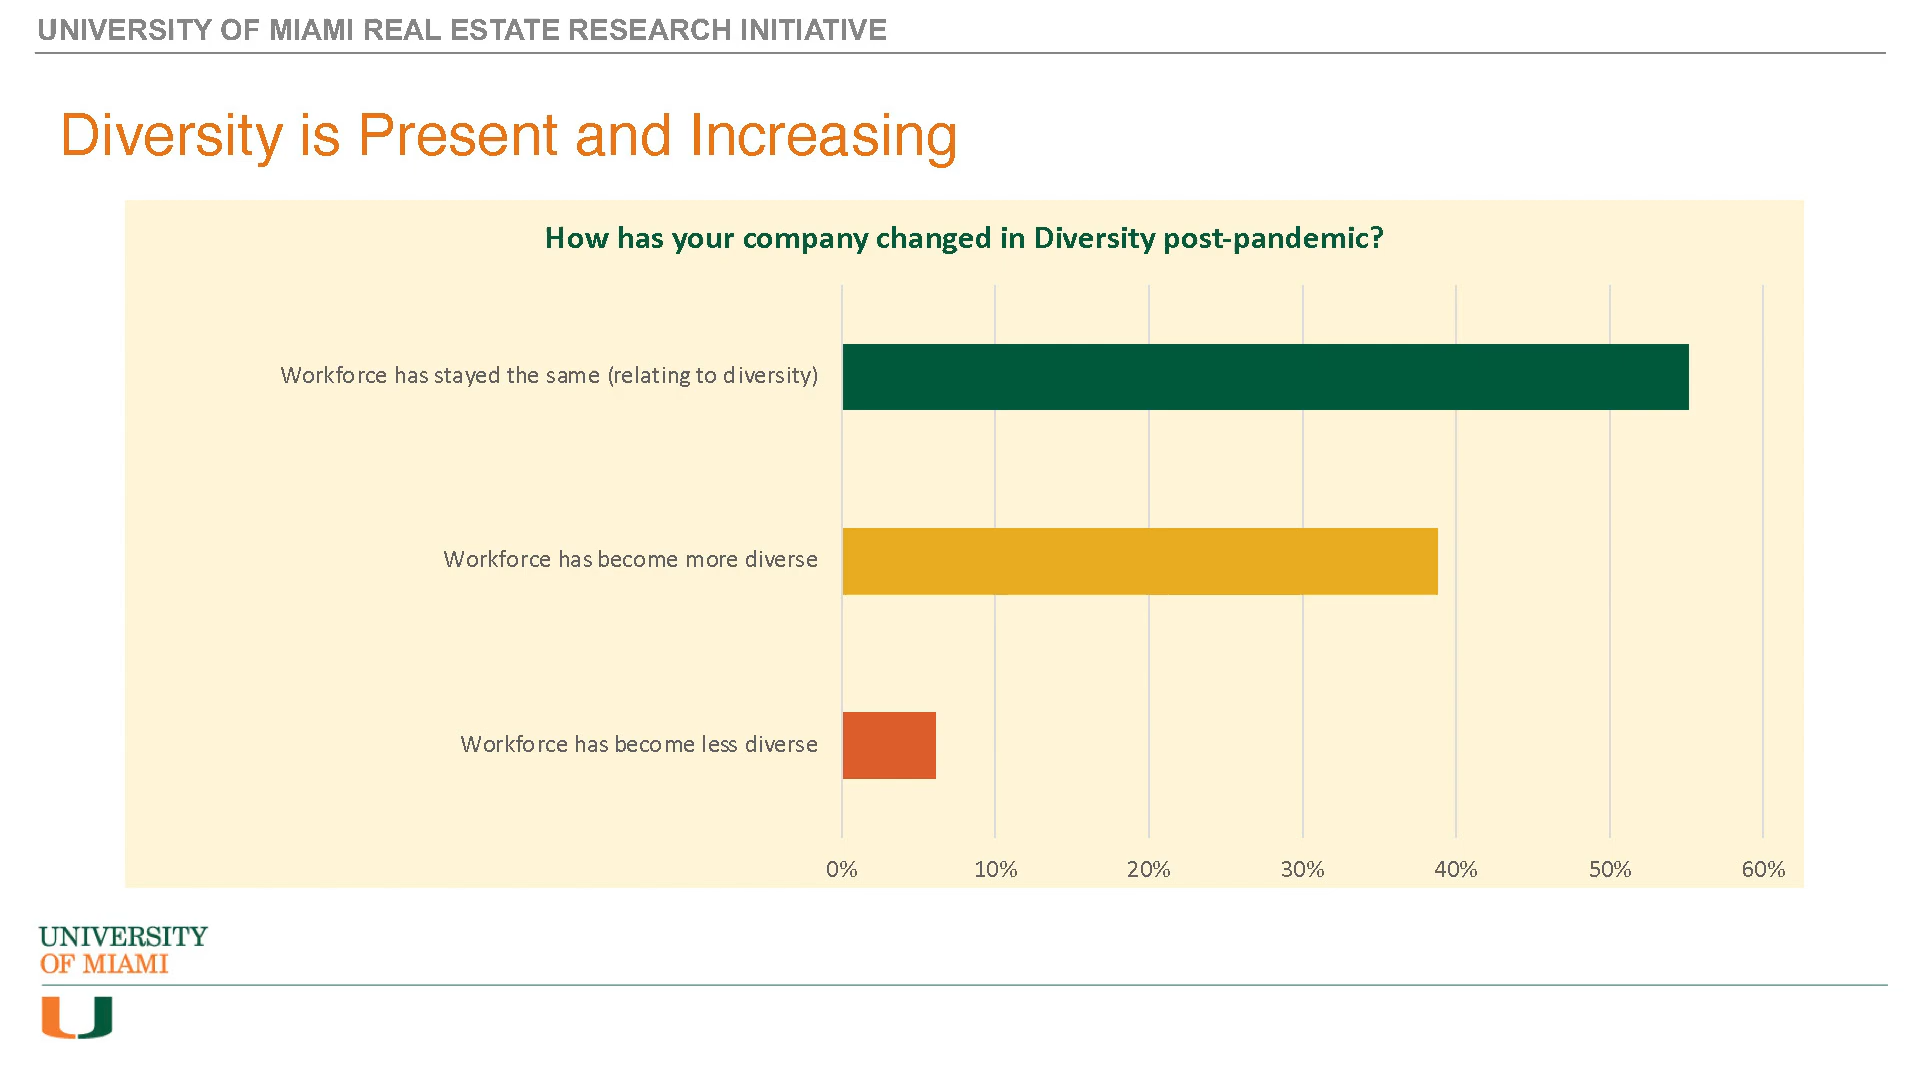 UNIVERSITY OF MIAMI REAL ESTATE RESEARCH INITIATIVE
Diversity is Present and Increasing
How has your company changed in Diversity post-pandemic?
Workforce has stayed the same (relating to diversity)
Workforce has become more diverse
Workforce has become less diverse
0% 10% 20% 30% 40% 50% 60%
UNIVERSITY
OF MIAMI